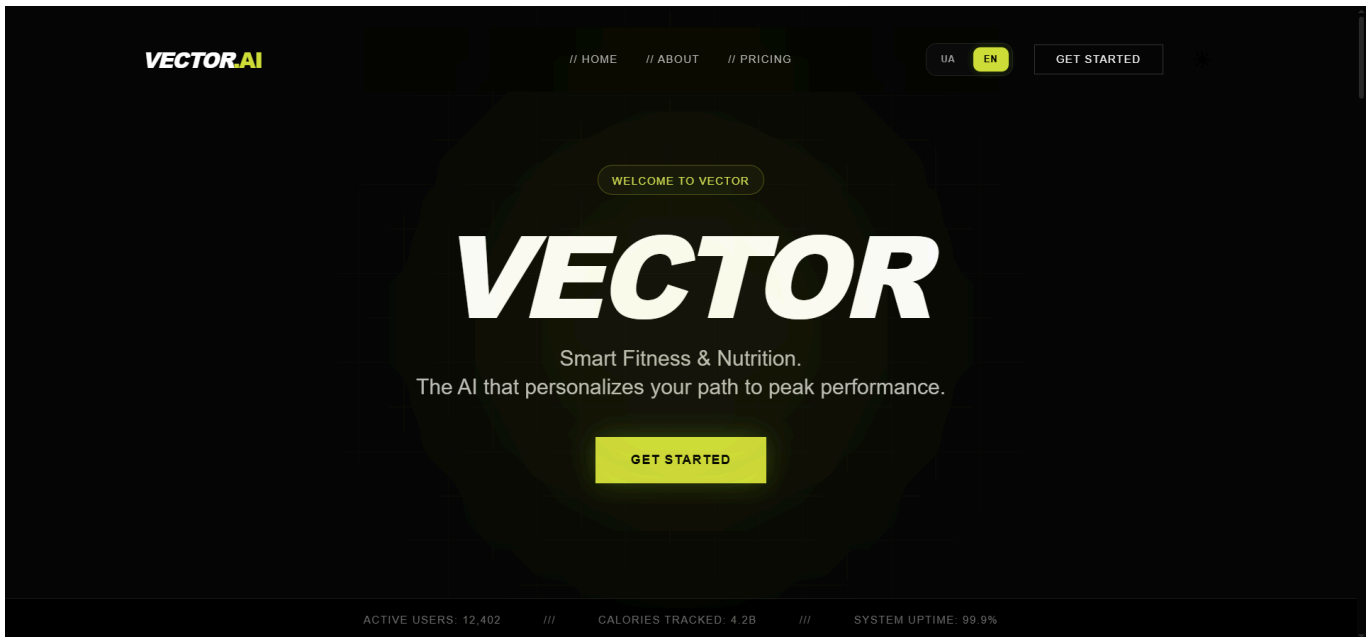 VECTOR.AI
// HOME
// ABOUT
// PRICING
UA
EN
GET STARTED
WELCOME TO VECTOR
VECTOR
Smart Fitness & Nutrition.
The AI that personalizes your path to peak performance.
GET STARTED
ACTIVE USERS: 12,402 /// CALORIES TRACKED: 4.2B /// SYSTEM UPTIME: 99.9%